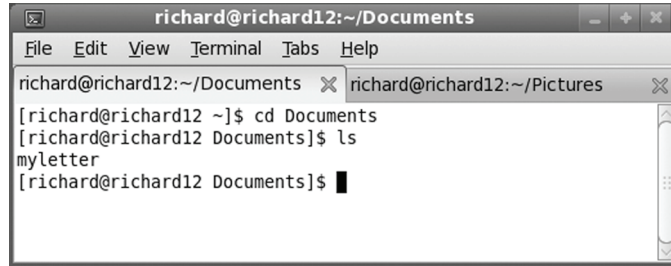 richard@richard12:~/Documents
File Edit View Terminal Tabs Help
richard@richard12:~/Documents richard@richard12:~/Pictures
[richard@richard12 ~]$ cd Documents
[richard@richard12 Documents]$ ls
myletter
[richard@richard12 Documents]$